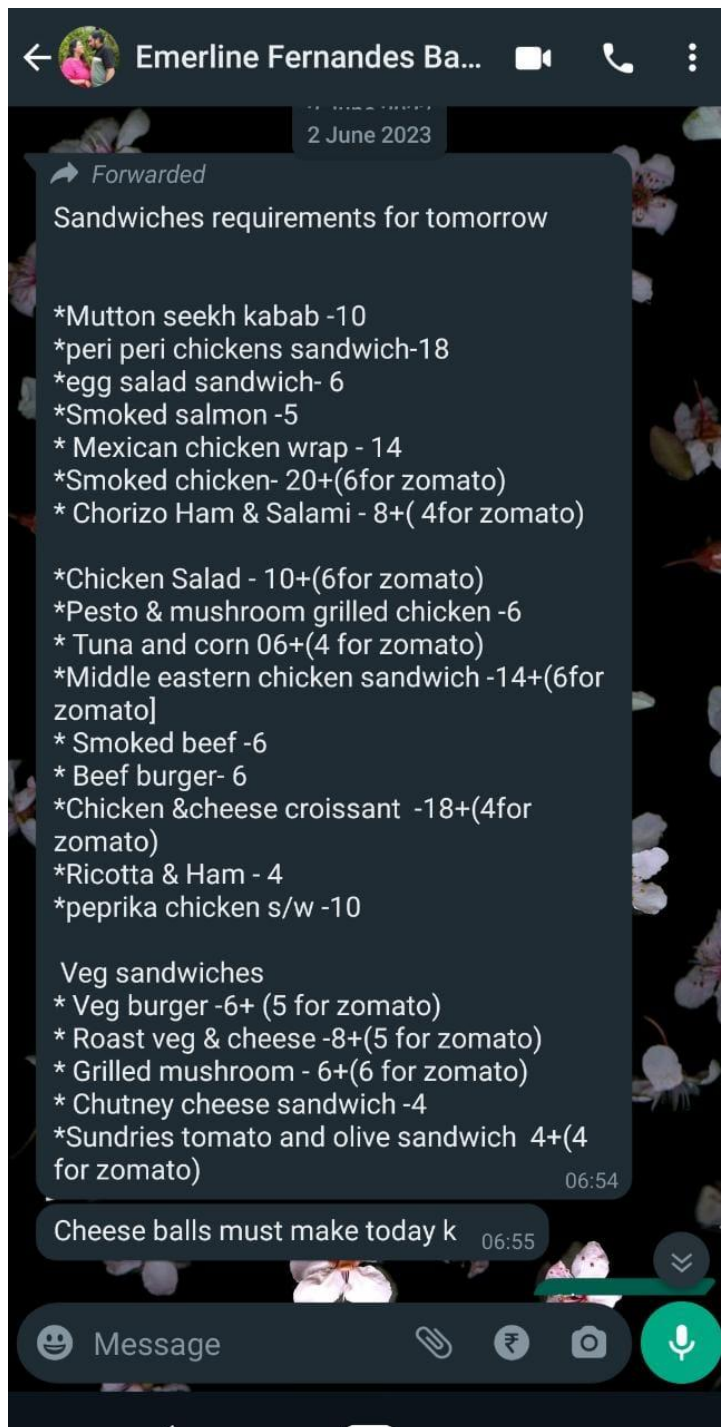 Emerline Fernandes Ba...
2 June 2023
Forwarded
Sandwiches requirements for tomorrow
*Mutton seekh kabab -10
*peri peri chickens sandwich-18
*egg salad sandwich- 6
*Smoked salmon -5
* Mexican chicken wrap - 14
*Smoked chicken- 20+(6for zomato)
* Chorizo Ham & Salami - 8+( 4for zomato)
*Chicken Salad - 10+(6for zomato)
*Pesto & mushroom grilled chicken -6
* Tuna and corn 06+(4 for zomato)
*Middle eastern chicken sandwich -14+(6for
zomato]
* Smoked beef -6
* Beef burger- 6
*Chicken &cheese croissant  -18+(4for
zomato)
*Ricotta & Ham - 4
*peprika chicken s/w -10
Veg sandwiches
* Veg burger -6+ (5 for zomato)
* Roast veg & cheese -8+(5 for zomato)
* Grilled mushroom - 6+(6 for zomato)
* Chutney cheese sandwich -4
*Sundries tomato and olive sandwich  4+(4
for zomato)
06:54
Cheese balls must make today k
06:55
Message
₹